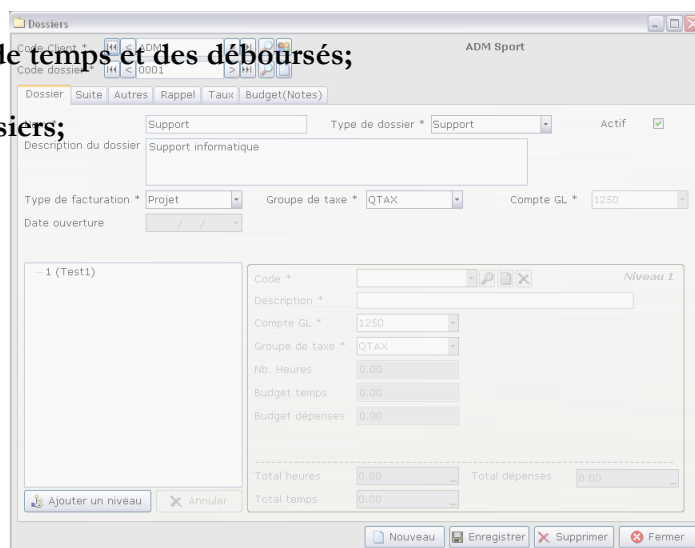 Dossiers
Code Client * ADM ADM Sport
de temps et des déboursés;
Code dossier * 0001
Dossier Suite Autres Rappel Taux Budget(Notes)
siers;
Support Type de dossier * Support Actif
Description du dossier Support informatique
Type de facturation * Projet Groupe de taxe * QTAX Compte GL * 1250
Date ouverture / /
1 (Test1)
Code * Niveau 1
Description *
Compte GL * 1250
Groupe de taxe * QTAX
Nb. Heures 0.00
Budget temps 0.00
Budget dépenses 0.00
Total heures 0.00 ... Total dépenses 0.00 ...
Total temps 0.00 ...
Ajouter un niveau Annuler
Nouveau Enregistrer Supprimer Fermer